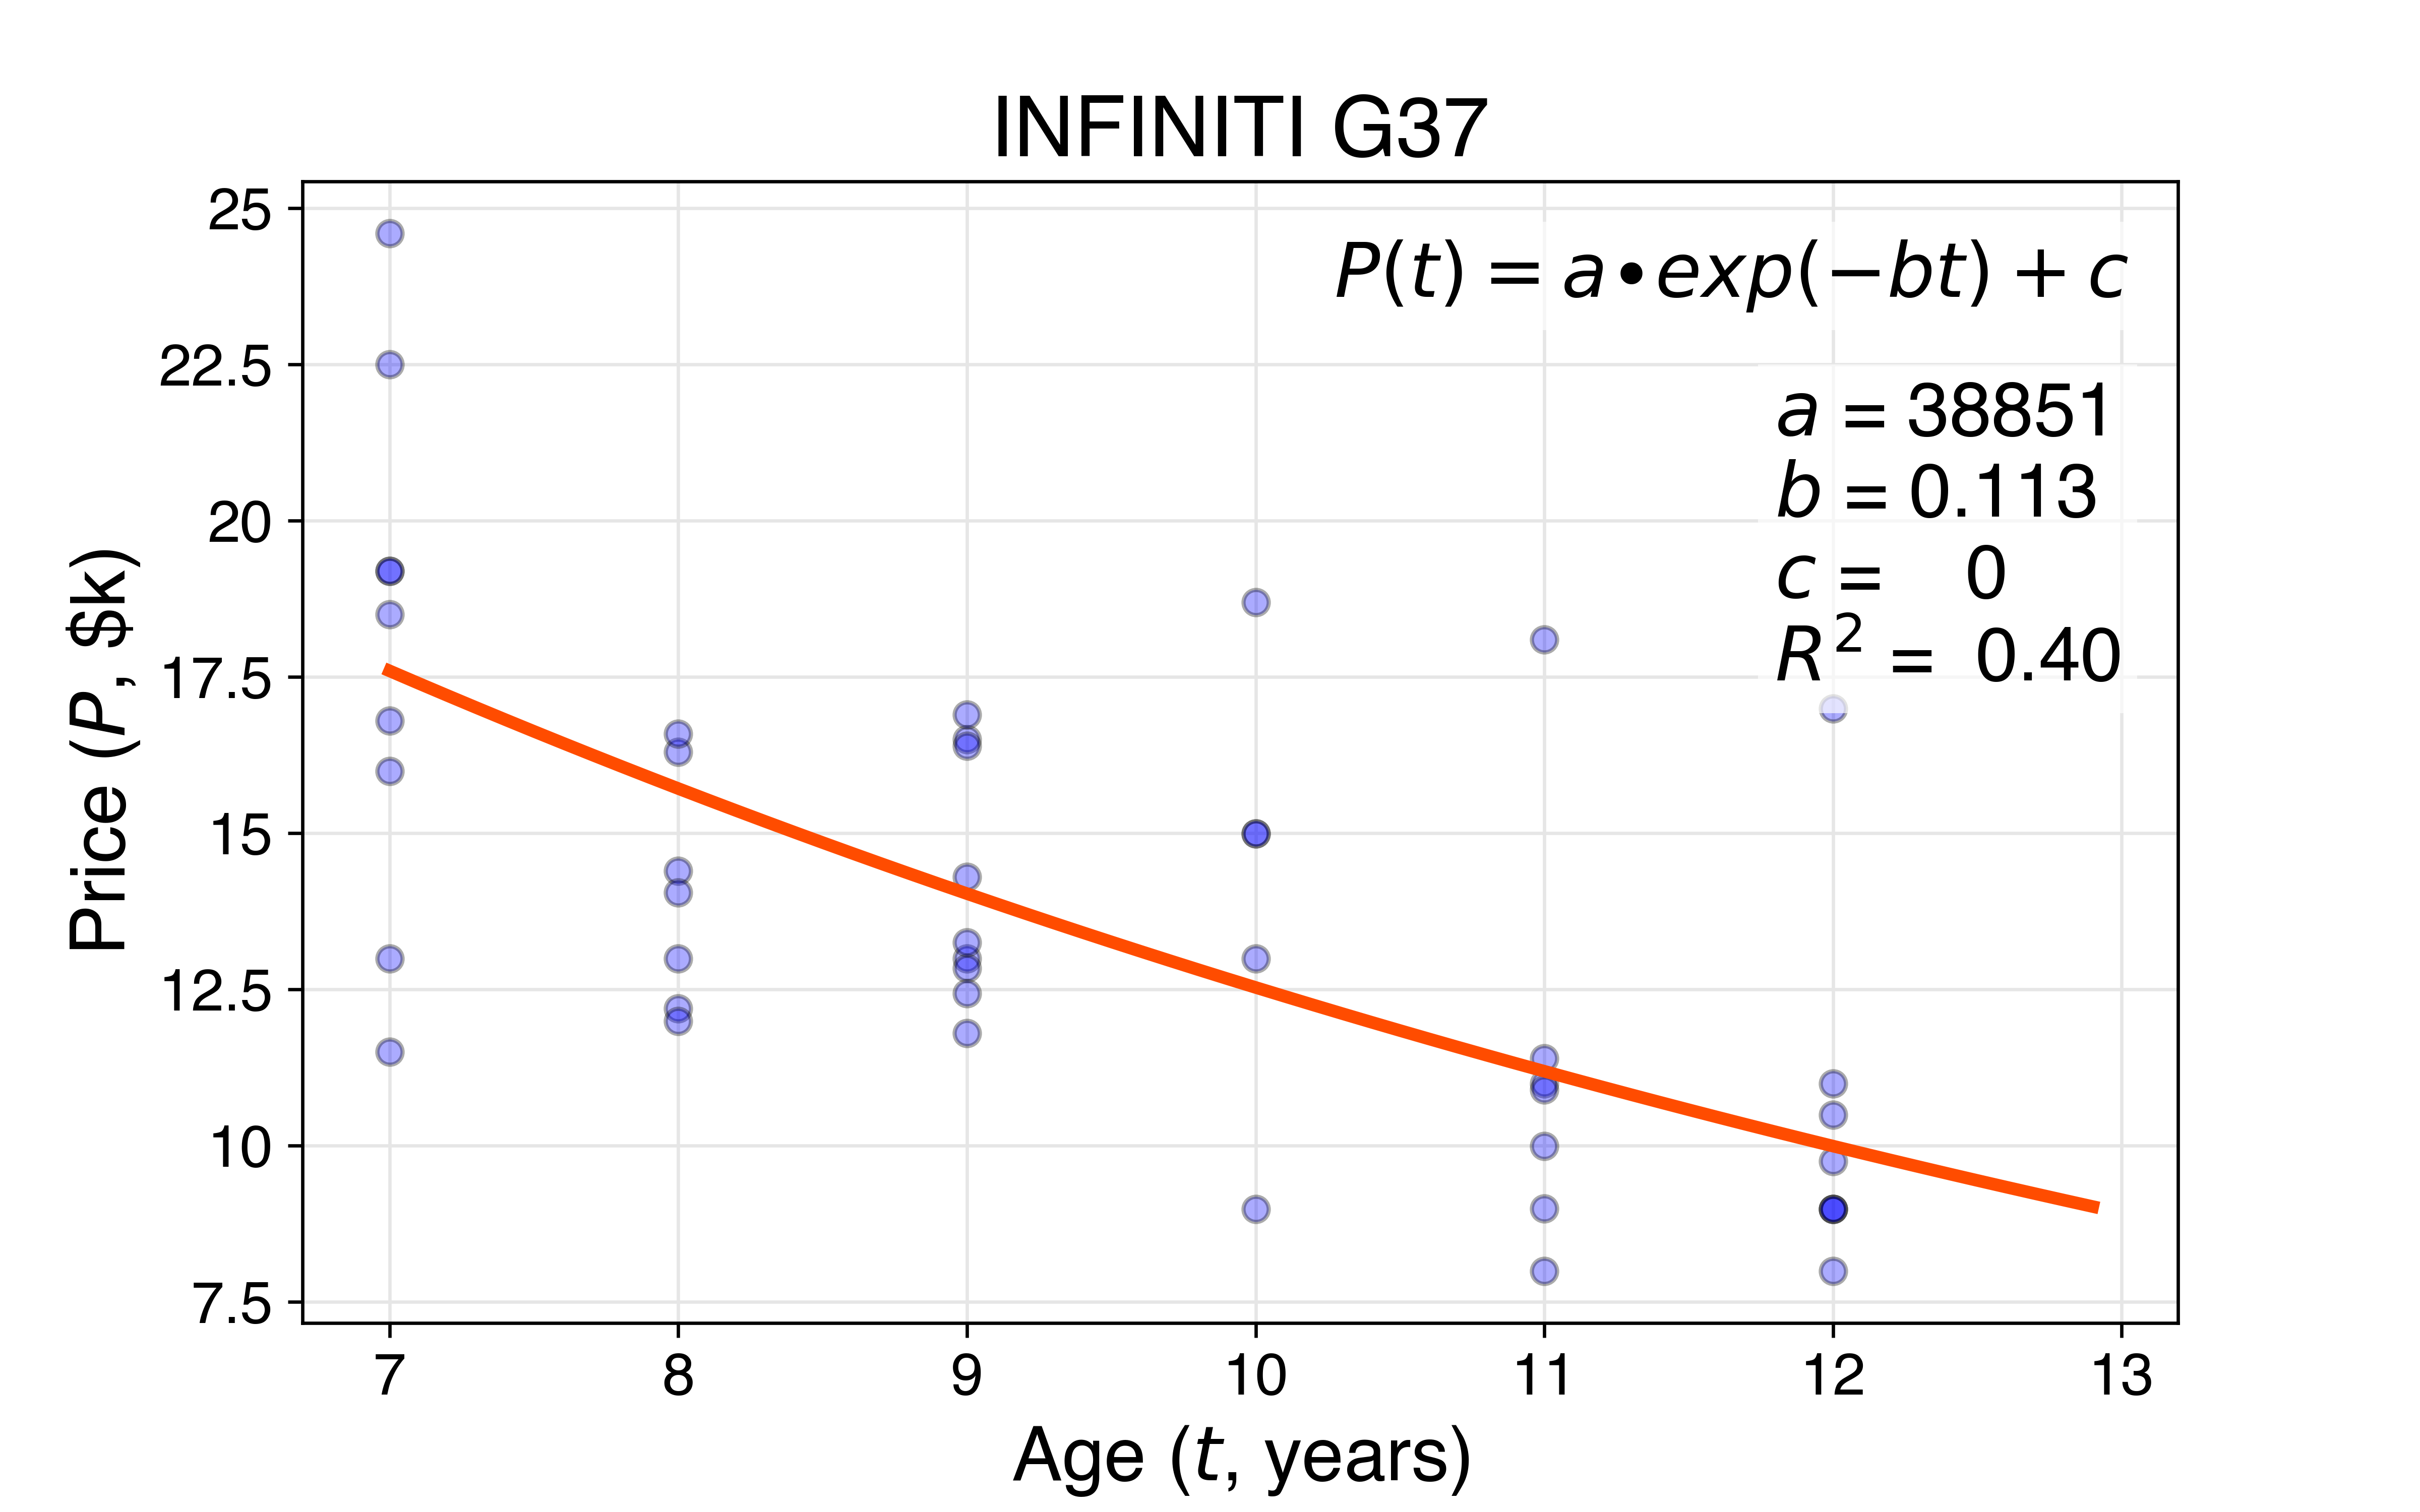 INFINITI G37
P(t) = a•exp(−bt) + c
a = 38851
b = 0.113
c = 0
R² = 0.40
25
22.5
20
17.5
15
12.5
10
7.5
Price (P, $k)
7 8 9 10 11 12 13
Age (t, years)